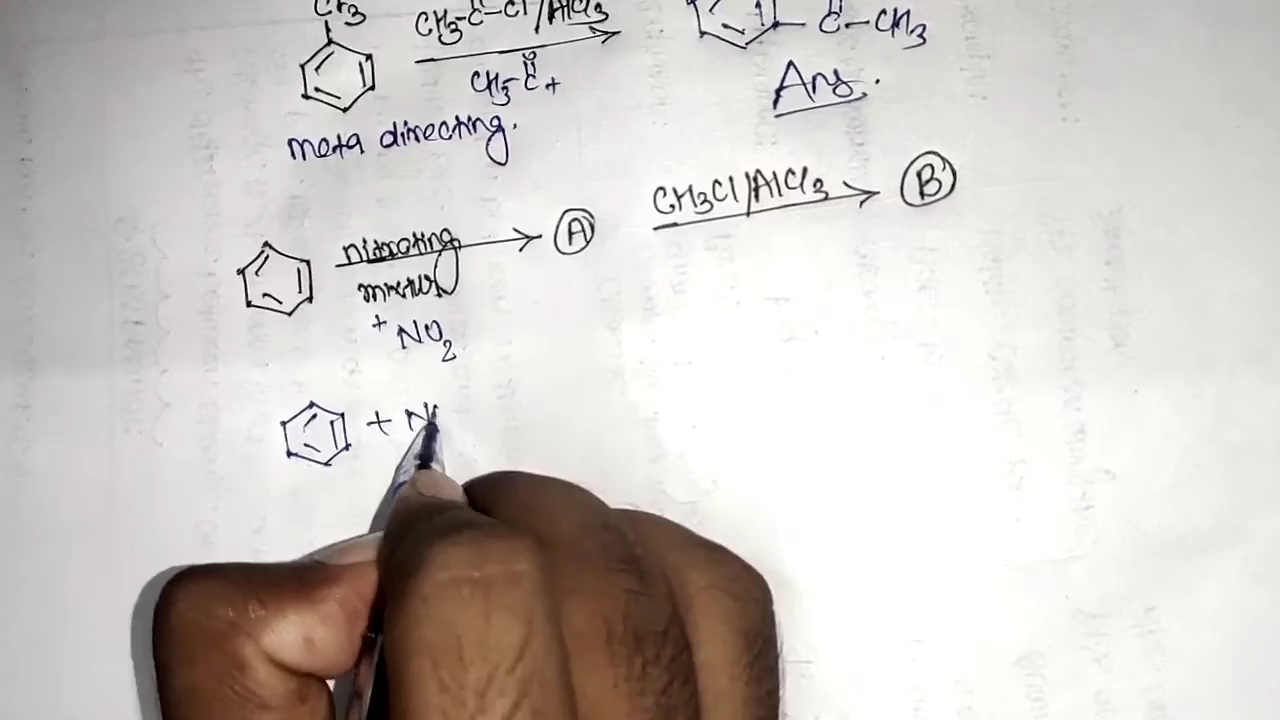 CF3
CH3-C-Cl/AlCl3
C-CH3
CH3-C+
O
Ans.
meta directing.
CH3Cl/AlCl3 B
nitrating A
mixture
+NO2
+ N